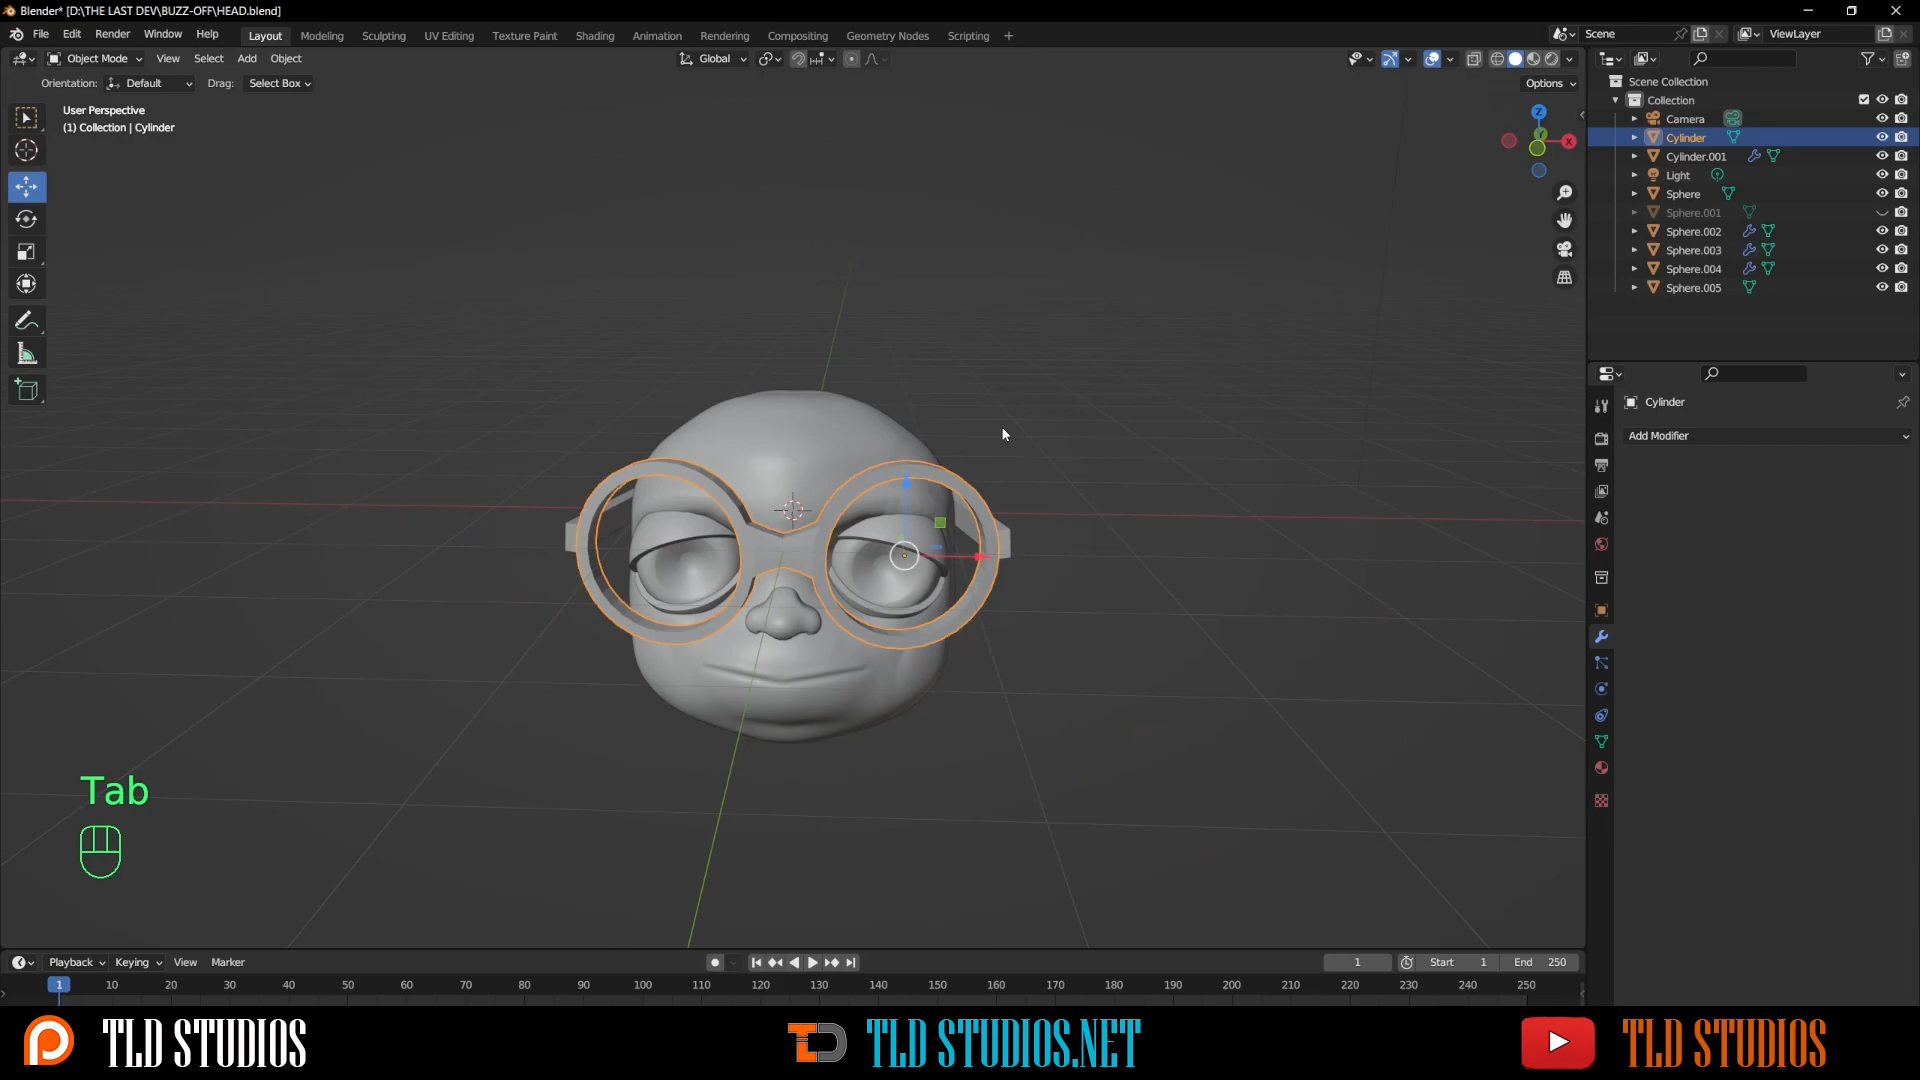 Blender* [D:\THE LAST DEV\BUZZ-OFF\HEAD.blend]
File Edit Render Window Help Layout Modeling Sculpting UV Editing Texture Paint Shading Animation Rendering Compositing Geometry Nodes Scripting + Scene ViewLayer
Object Mode View Select Add Object Global
Orientation: Default Drag: Select Box Options
User Perspective
(1) Collection | Cylinder
Z
Y
X
Scene Collection
Collection
Camera
Cylinder
Cylinder.001
Light
Sphere
Sphere.001
Sphere.002
Sphere.003
Sphere.004
Sphere.005
Cylinder
Add Modifier
Tab
Playback Keying View Marker 1 Start 1 End 250
1 10 20 30 40 50 60 70 80 90 100 110 120 130 140 150 160 170 180 190 200 210 220 230 240 250
TLD STUDIOS TD TLD STUDIOS.NET TLD STUDIOS